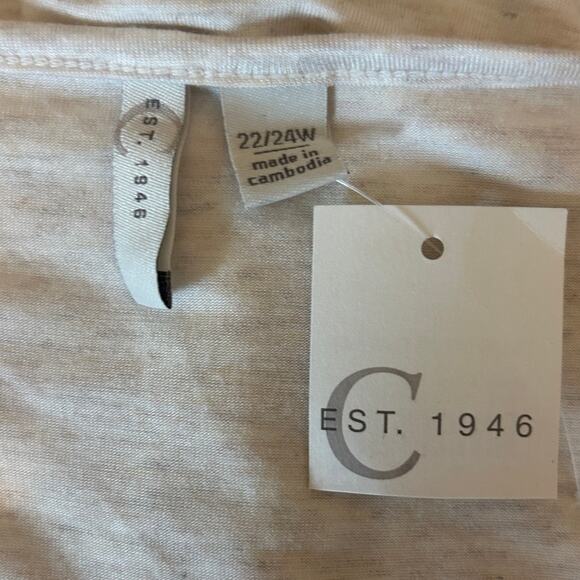 C
EST. 1946
22/24W
made in
cambodia
C
EST. 1946